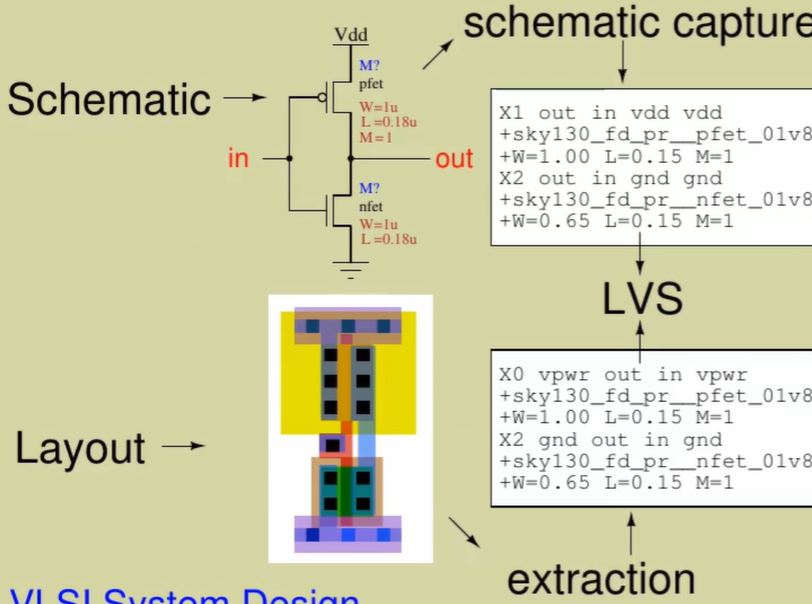 schematic capture
Schematic
Vdd
M?
pfet
W=1u
L=0.18u
M=1
in
out
M?
nfet
W=1u
L=0.18u
X1 out in vdd vdd
+sky130_fd_pr__pfet_01v8
+W=1.00 L=0.15 M=1
X2 out in gnd gnd
+sky130_fd_pr__nfet_01v8
+W=0.65 L=0.15 M=1
LVS
Layout
X0 vpwr out in vpwr
+sky130_fd_pr__pfet_01v8
+W=1.00 L=0.15 M=1
X2 gnd out in gnd
+sky130_fd_pr__nfet_01v8
+W=0.65 L=0.15 M=1
extraction
VLSI System Design